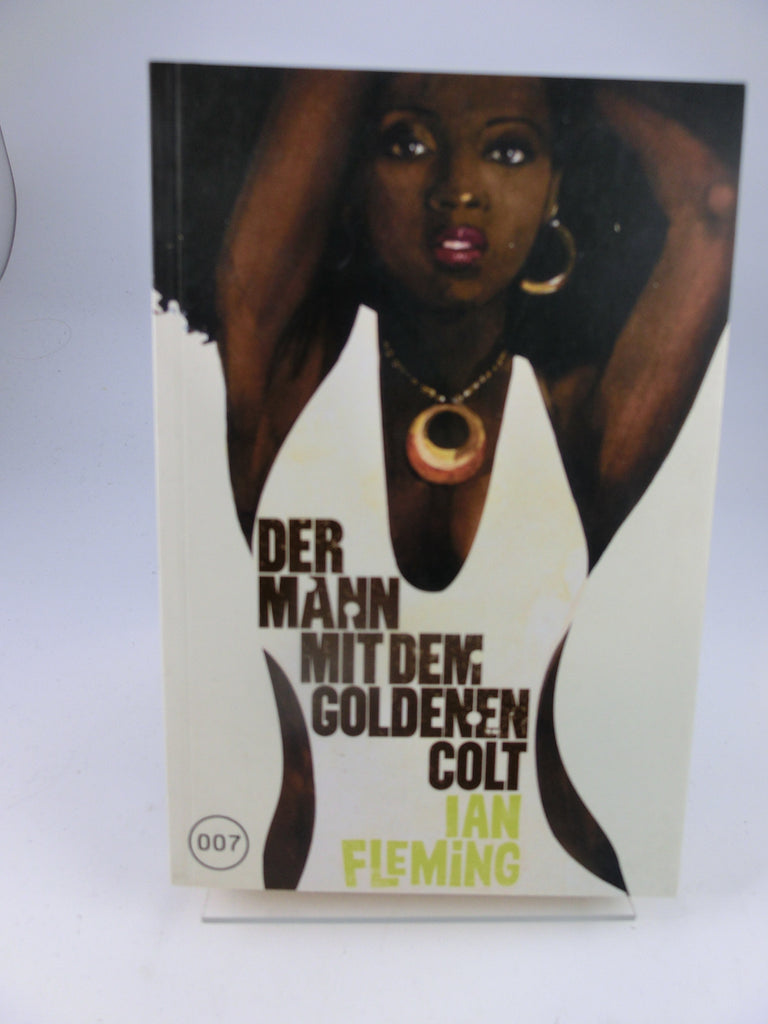 DER
MANN
MIT DEM
GOLDENEN
COLT
IAN
FLEMING
007